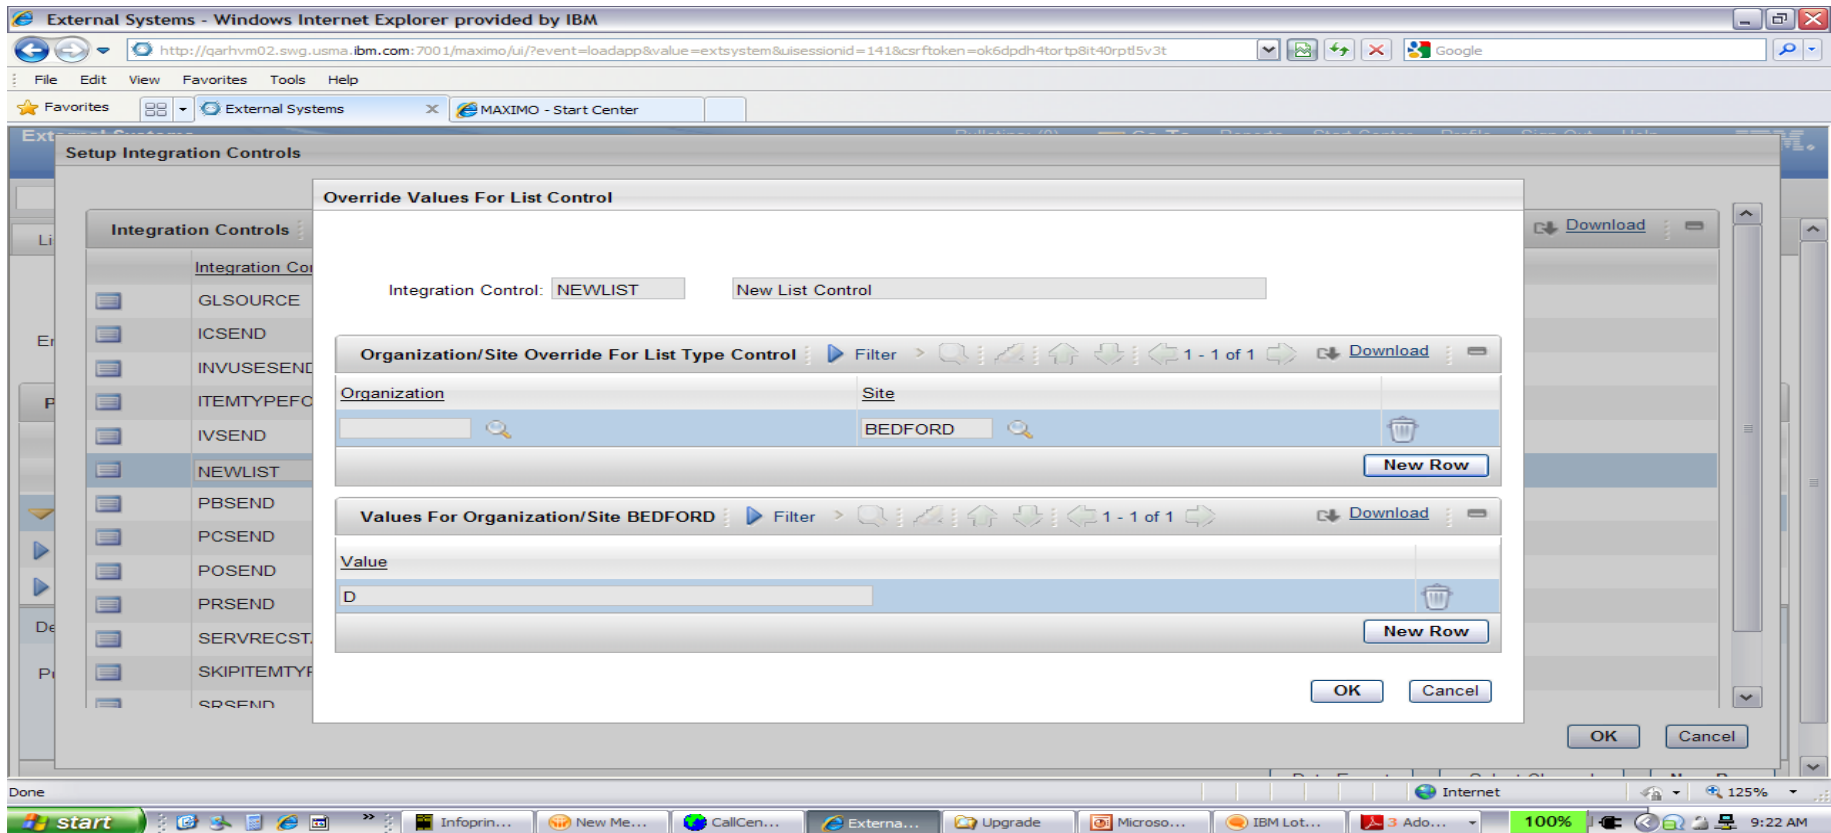 External Systems - Windows Internet Explorer provided by IBM
http://qarhvm02.swg.usma.ibm.com:7001/maximo/ui/?event=loadapp&value=extsystem&uisessionid=141&csrftoken=ok6dpdh4tortp8it40rptl5v3t
Google
File Edit View Favorites Tools Help
Favorites External Systems MAXIMO - Start Center
Setup Integration Controls
Override Values For List Control
Integration Controls
Download
Integration Co
Integration Control: NEWLIST New List Control
GLSOURCE
ICSEND
INVUSESEND
ITEMTYPEFO
IVSEND
NEWLIST
PBSEND
PCSEND
POSEND
PRSEND
SERVRECST
SKIPITEMTYP
SRSEND
Organization/Site Override For List Type Control Filter 1 - 1 of 1 Download
Organization Site
BEDFORD
New Row
Values For Organization/Site BEDFORD Filter 1 - 1 of 1 Download
Value
D
New Row
OK Cancel
OK Cancel
Done Internet 125%
start Infoprin... New Me... CallCen... Externa... Upgrade Microso... IBM Lot... 3 Ado... 100% 9:22 AM